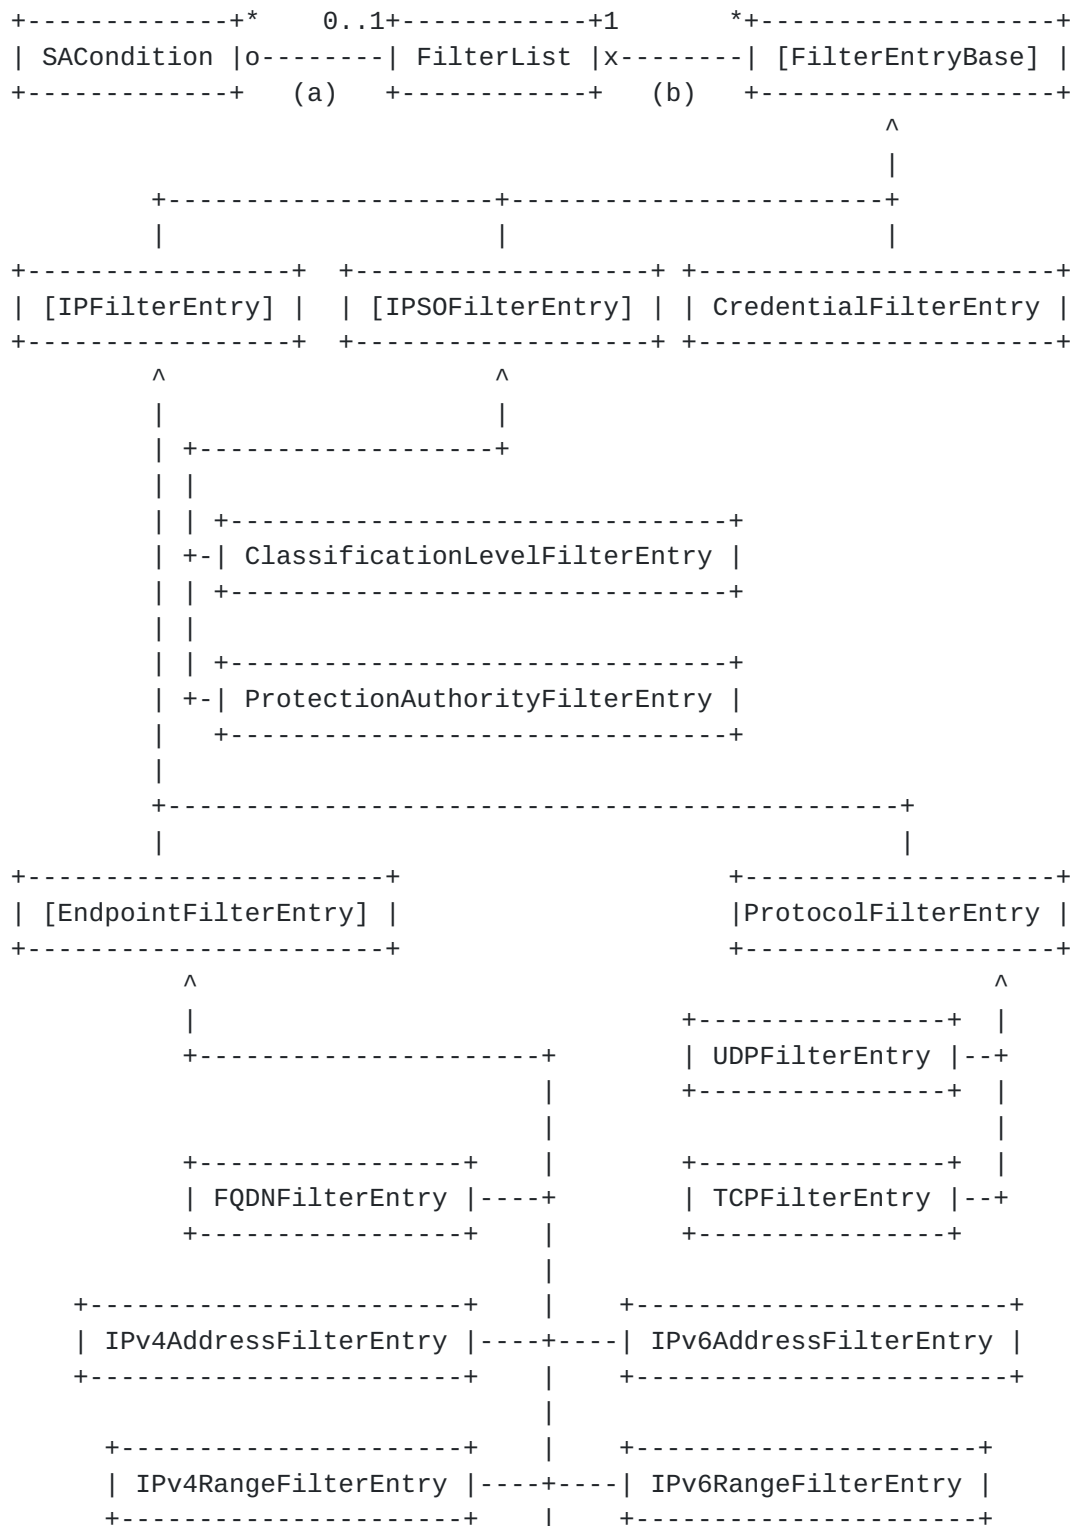 +-------------+*    0..1+------------+1       *+-------------------+
| SACondition |o--------| FilterList |x--------| [FilterEntryBase] |
+-------------+   (a)   +------------+   (b)   +-------------------+
                                                        ^
                                                        |
         +---------------------+------------------------+
         |                     |                        |
+-----------------+  +-------------------+ +-----------------------+
| [IPFilterEntry] |  | [IPSOFilterEntry] | | CredentialFilterEntry |
+-----------------+  +-------------------+ +-----------------------+
         ^                     ^
         |                     |
         | +-------------------+
         | |
         | | +--------------------------------+
         | +-| ClassificationLevelFilterEntry |
         | | +--------------------------------+
         | |
         | | +--------------------------------+
         | +-| ProtectionAuthorityFilterEntry |
         |   +--------------------------------+
         |
         +-----------------------------------------------+
         |                                               |
+-----------------------+                     +--------------------+
| [EndpointFilterEntry] |                     |ProtocolFilterEntry |
+-----------------------+                     +--------------------+
           ^                                                   ^
           |                               +----------------+  |
           +----------------------+        | UDPFilterEntry |--+
                                  |        +----------------+  |
                                  |                            |
           +-----------------+    |        +----------------+  |
           | FQDNFilterEntry |----+        | TCPFilterEntry |--+
           +-----------------+    |        +----------------+
                                  |
    +------------------------+    |    +------------------------+
    | IPv4AddressFilterEntry |----+----| IPv6AddressFilterEntry |
    +------------------------+    |    +------------------------+
                                  |
      +----------------------+    |    +----------------------+
      | IPv4RangeFilterEntry |----+----| IPv6RangeFilterEntry |
      +----------------------+    |    +----------------------+